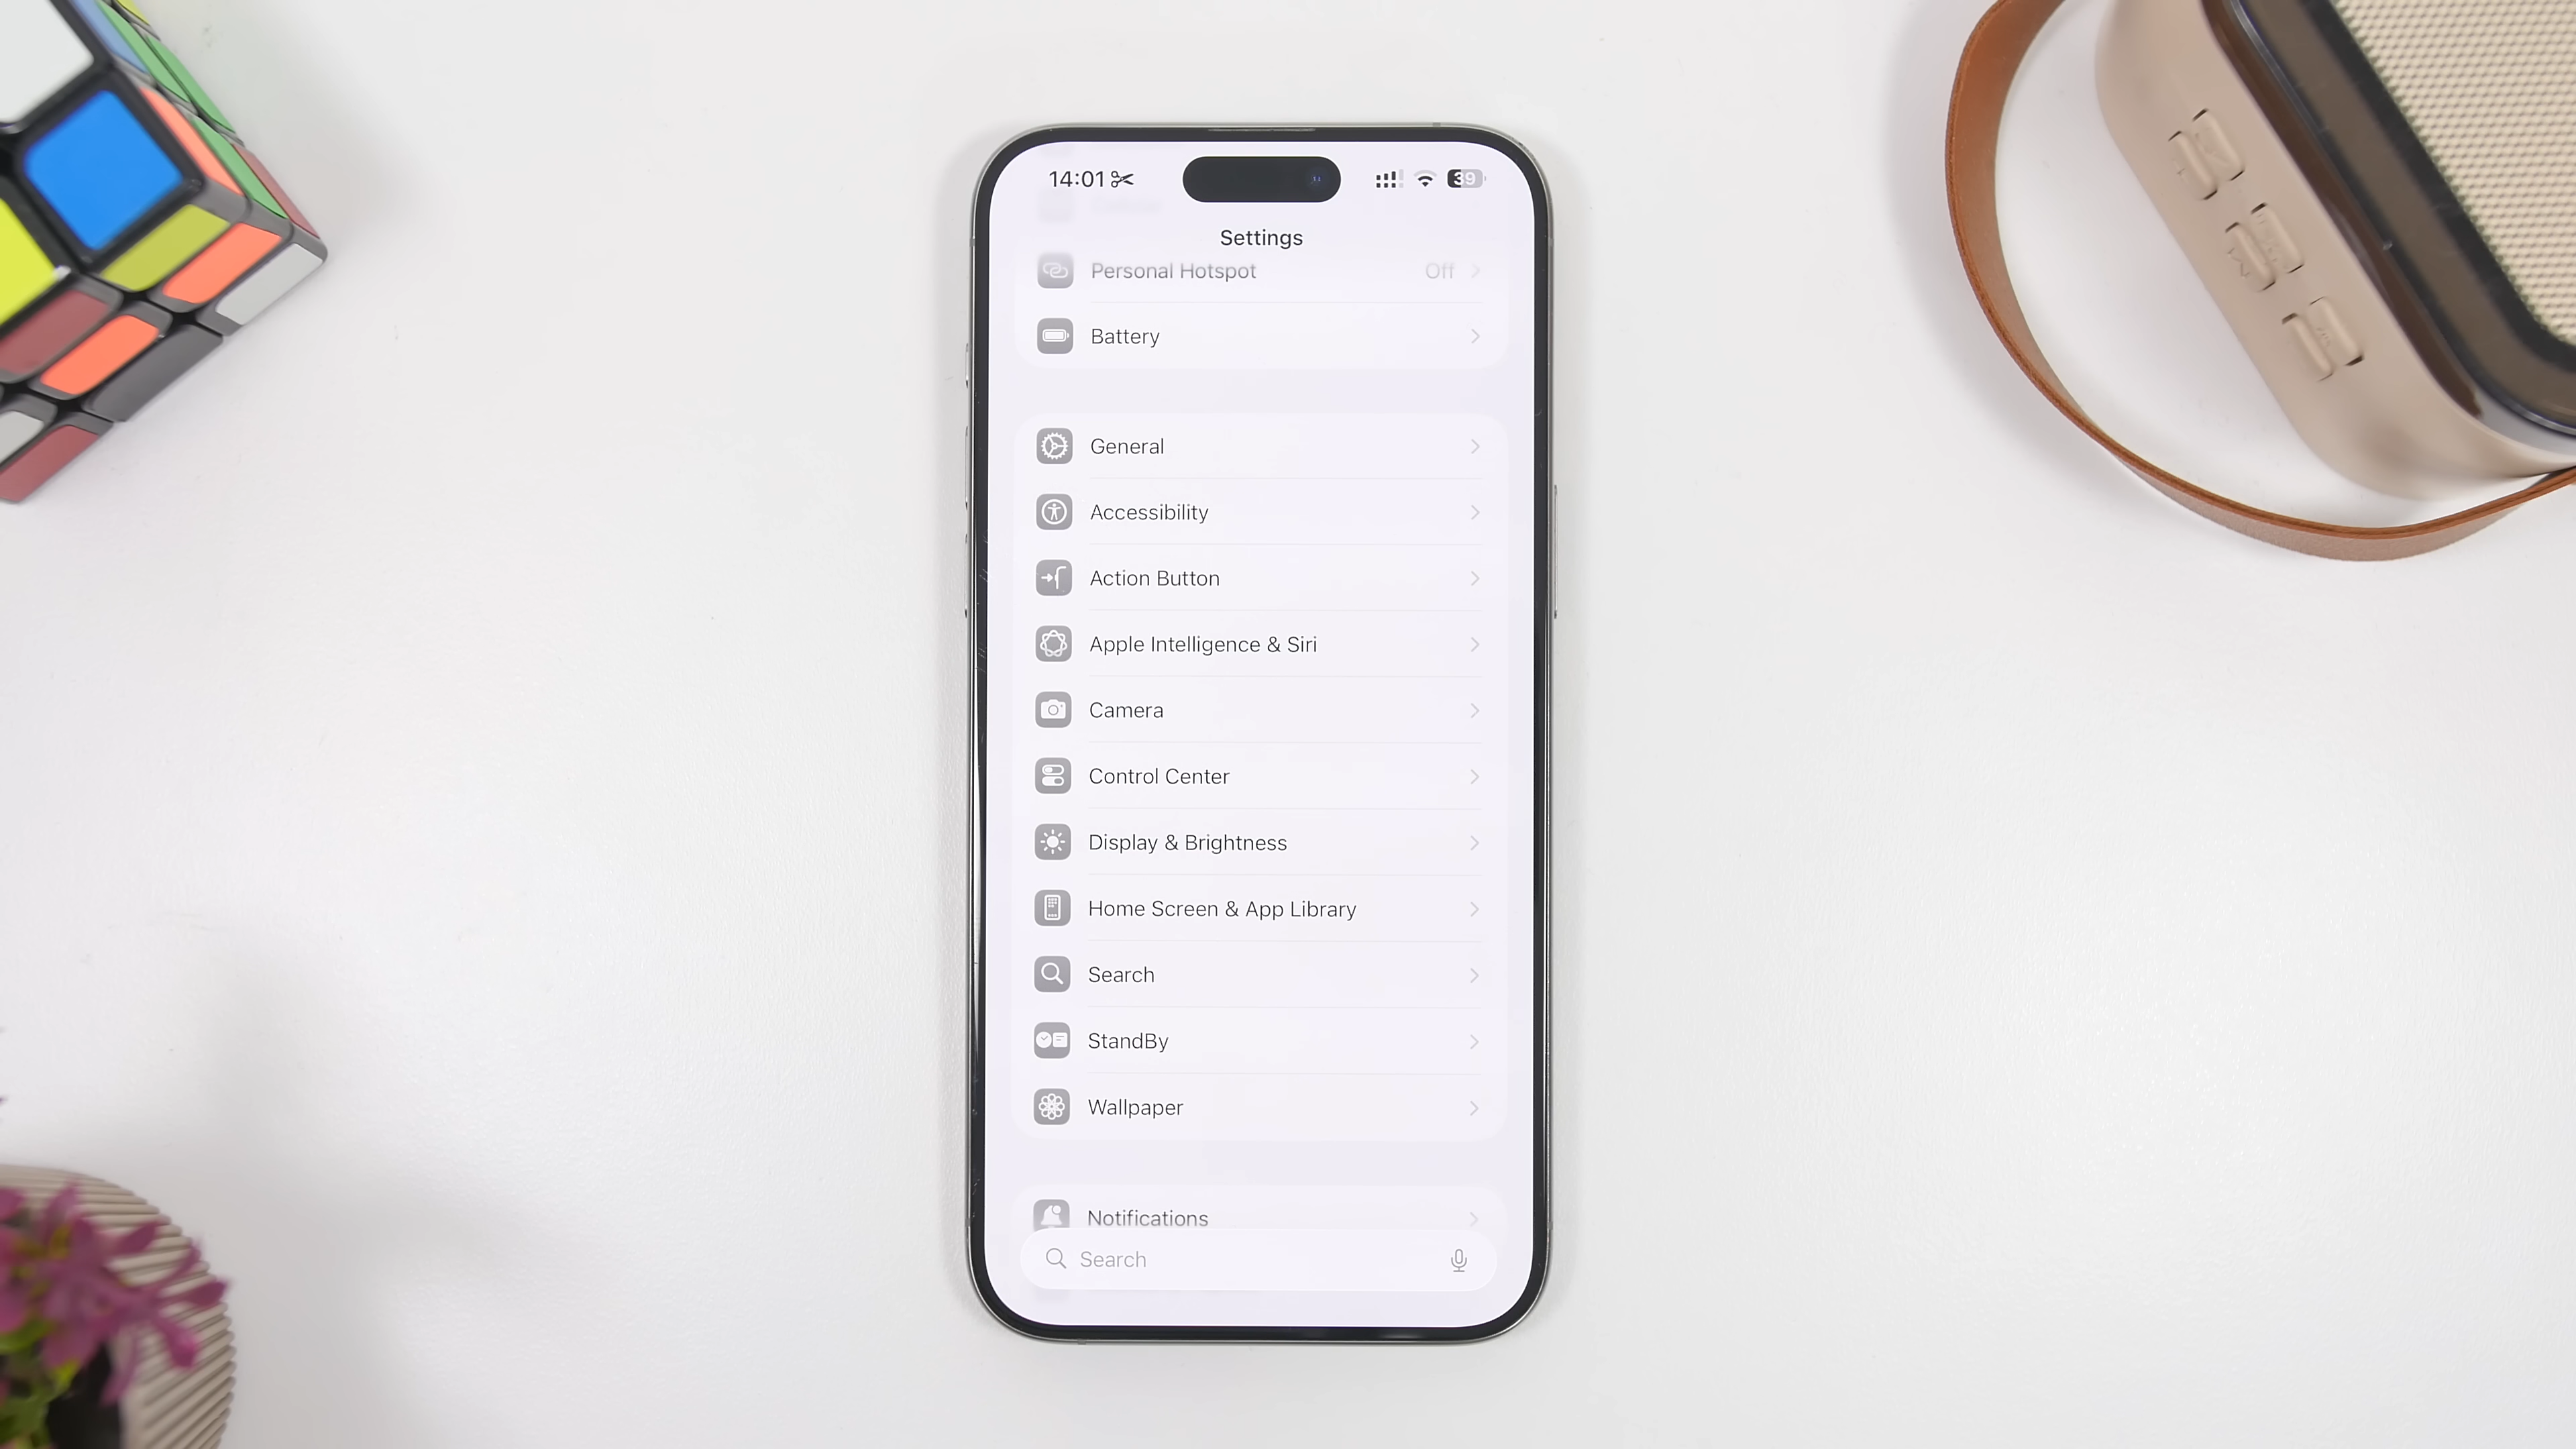 14:01
39
Settings
Personal Hotspot Off
Battery
General
Accessibility
Action Button
Apple Intelligence & Siri
Camera
Control Center
Display & Brightness
Home Screen & App Library
Search
StandBy
Wallpaper
Notifications
Search